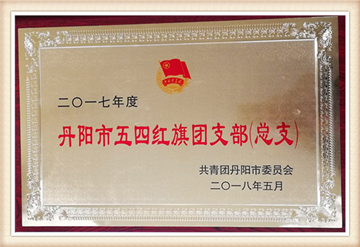 二〇一七年度
丹阳市五四红旗团支部(总支)
共青团丹阳市委员会
二〇一八年五月